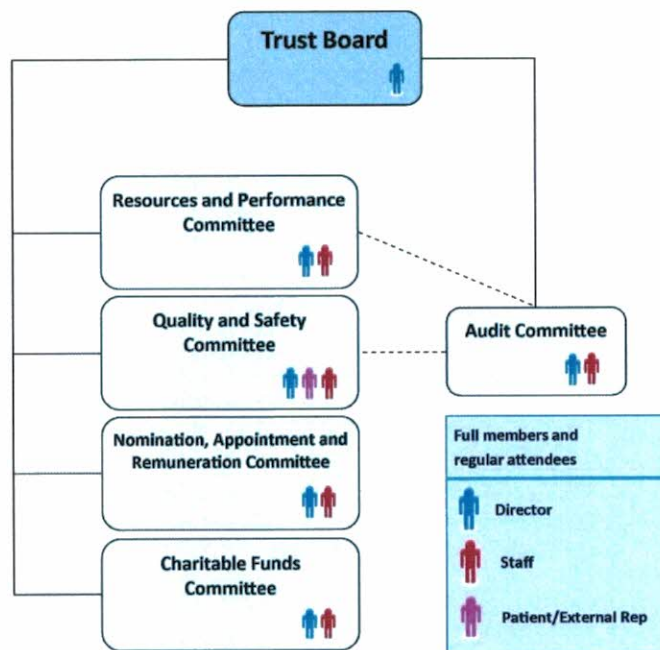 Trust Board
Resources and Performance
Committee
Quality and Safety
Committee
Audit Committee
Nomination, Appointment and
Remuneration Committee
Charitable Funds
Committee
Full members and
regular attendees
Director
Staff
Patient/External Rep